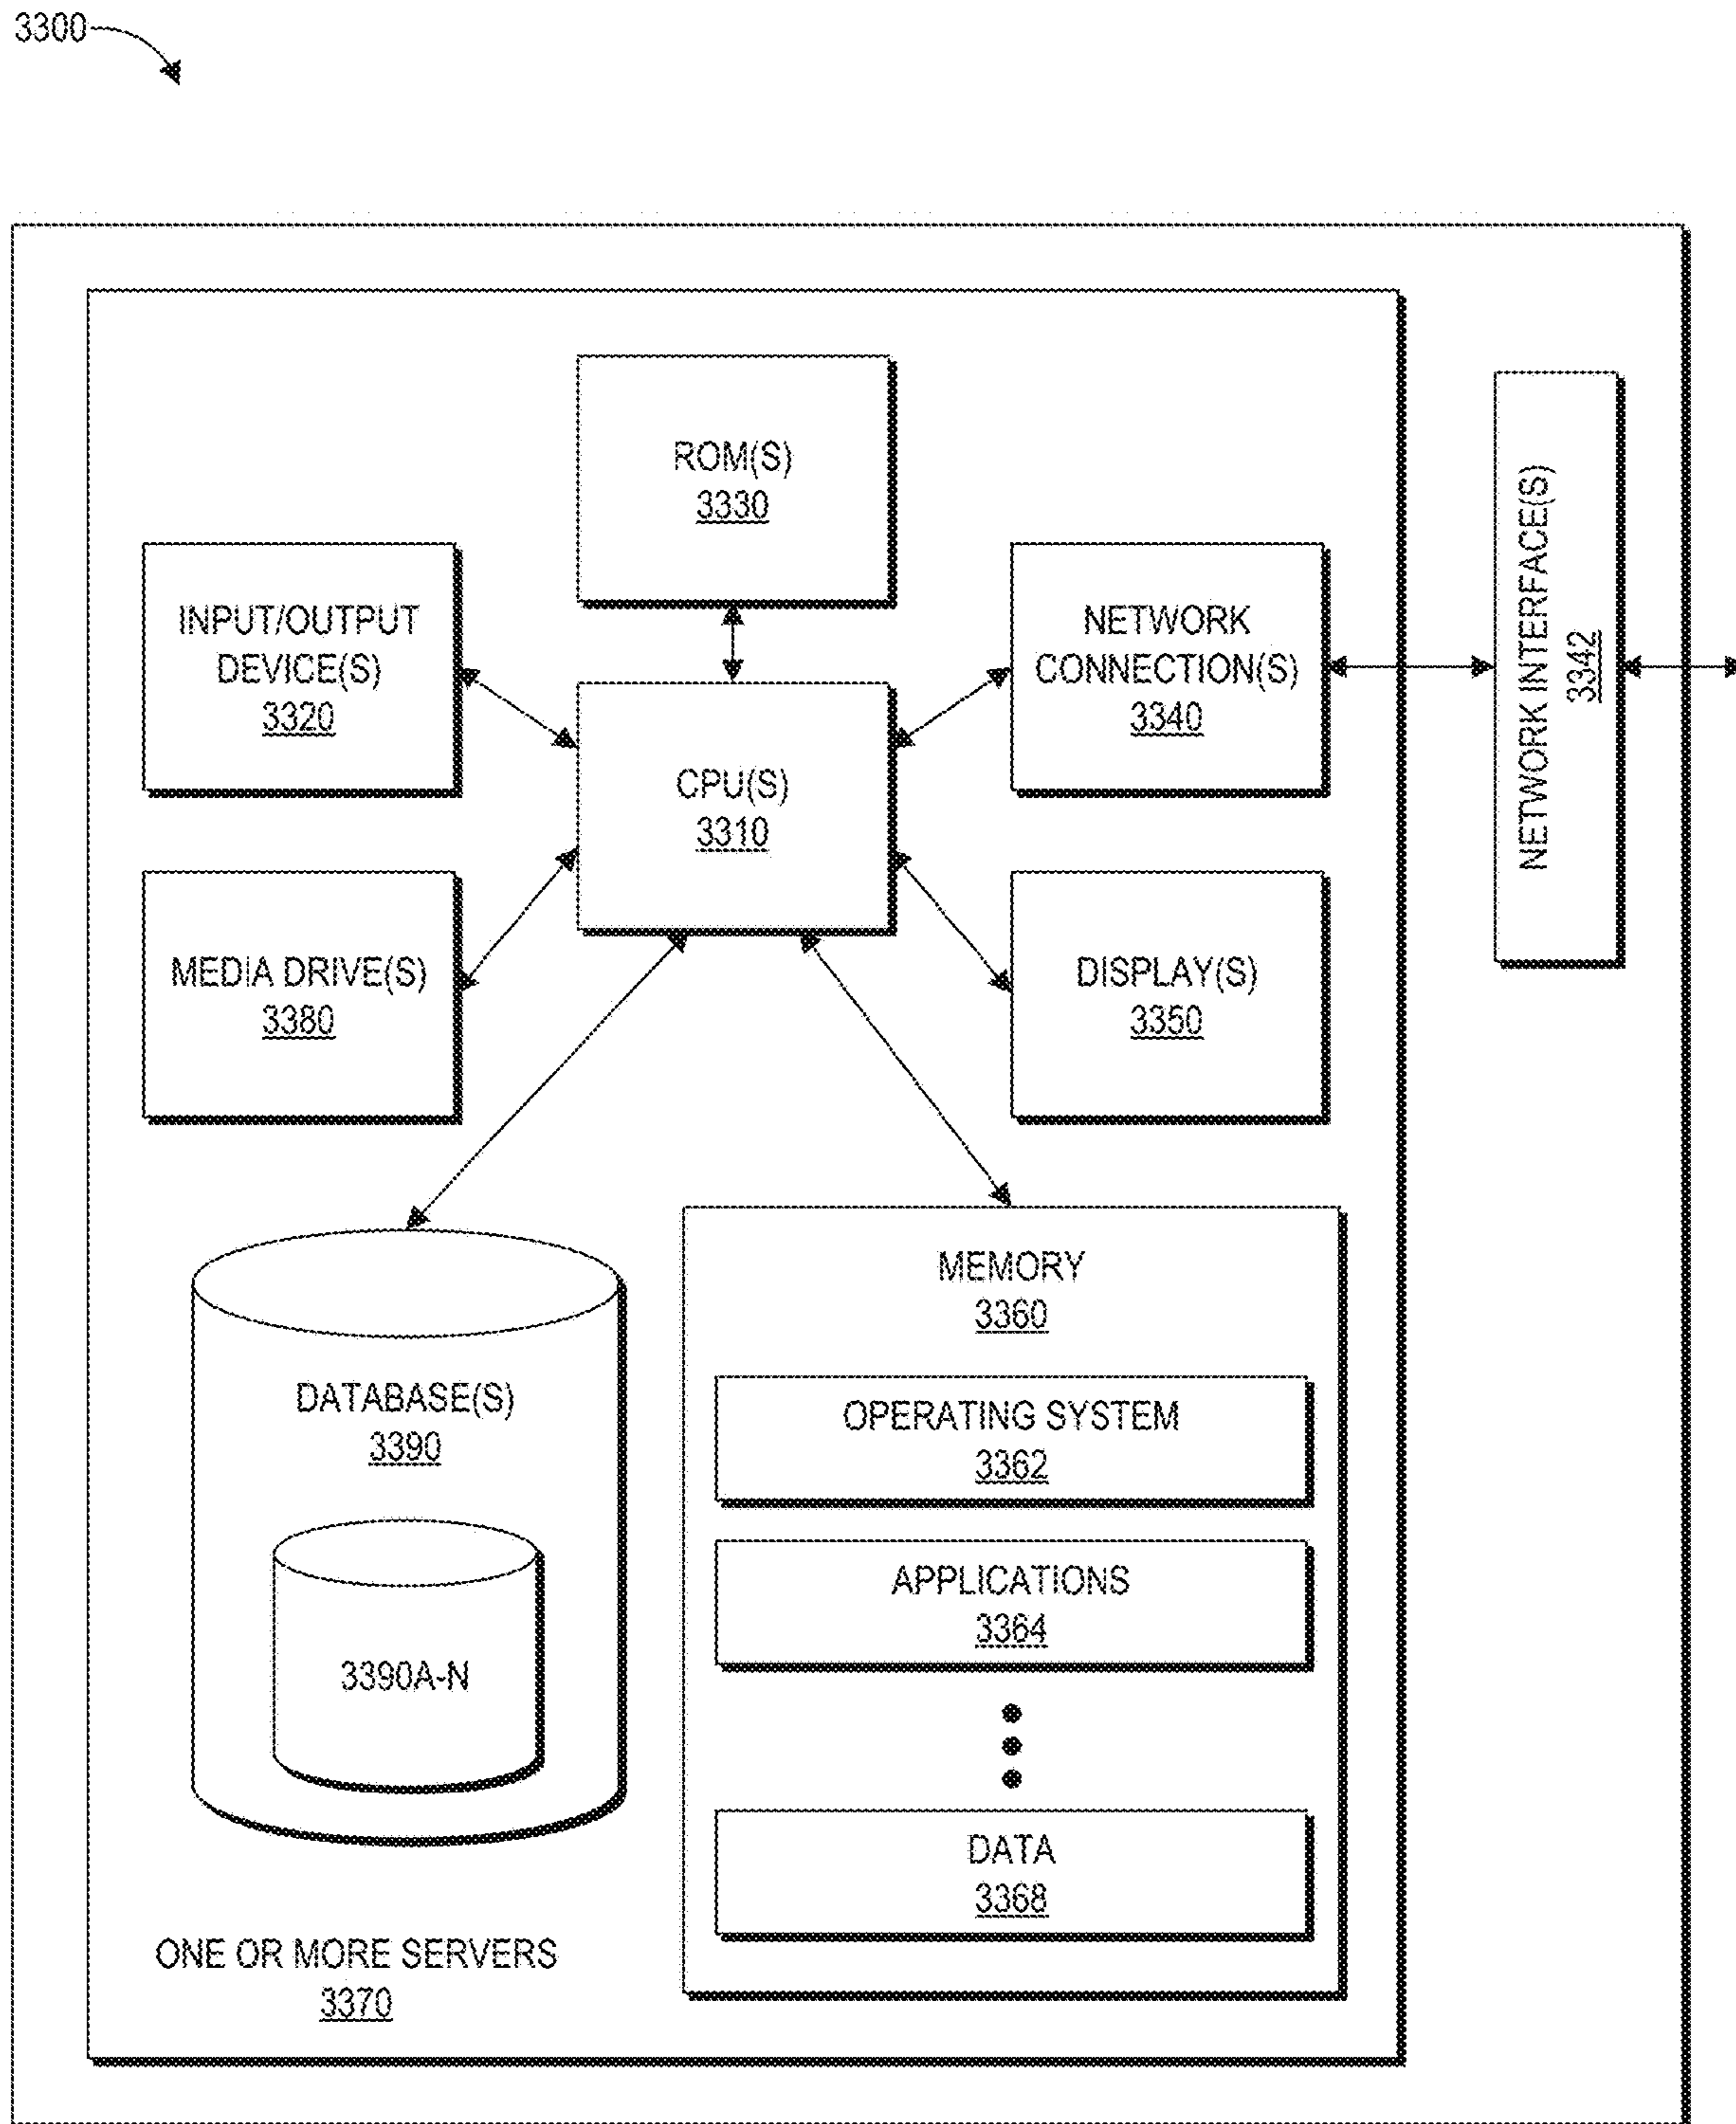 3300
ROM(S)
3330
INPUT/OUTPUT
DEVICE(S)
3320
NETWORK
CONNECTION(S)
3340
NETWORK INTERFACE(S)
3342
CPU(S)
3310
MEDIA DRIVE(S)
3380
DISPLAY(S)
3350
MEMORY
3360
DATABASE(S)
3390
OPERATING SYSTEM
3362
APPLICATIONS
3364
3390A-N
DATA
3368
ONE OR MORE SERVERS
3370